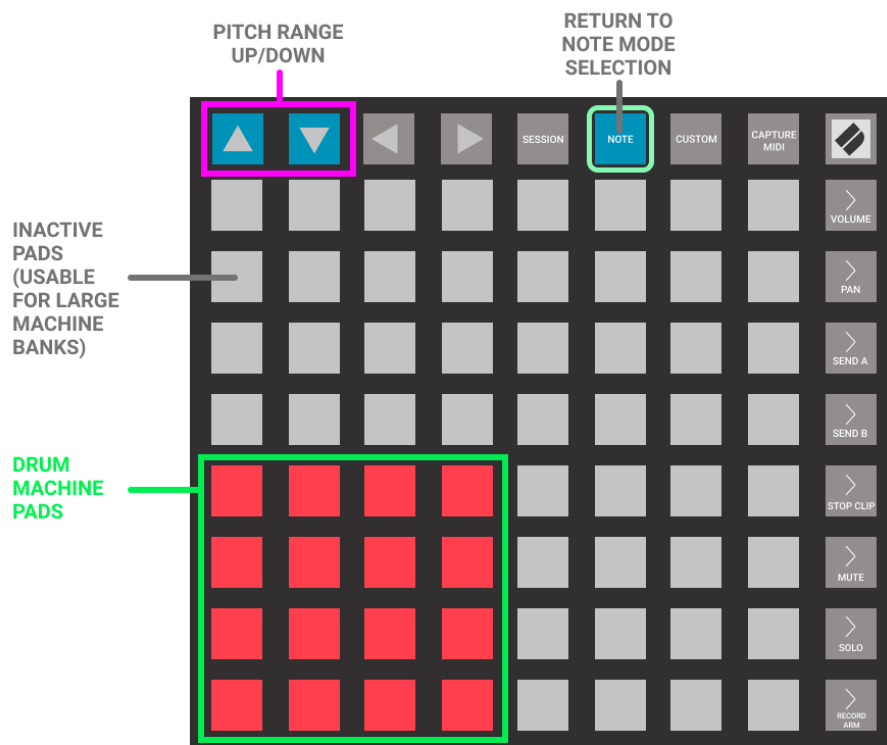 PITCH RANGE
UP/DOWN
RETURN TO
NOTE MODE
SELECTION
SESSION
NOTE
CUSTOM
CAPTURE
MIDI
VOLUME
INACTIVE
PADS
(USABLE
FOR LARGE
MACHINE
BANKS)
PAN
SEND A
SEND B
DRUM
MACHINE
PADS
STOP CLIP
MUTE
SOLO
RECORD
ARM